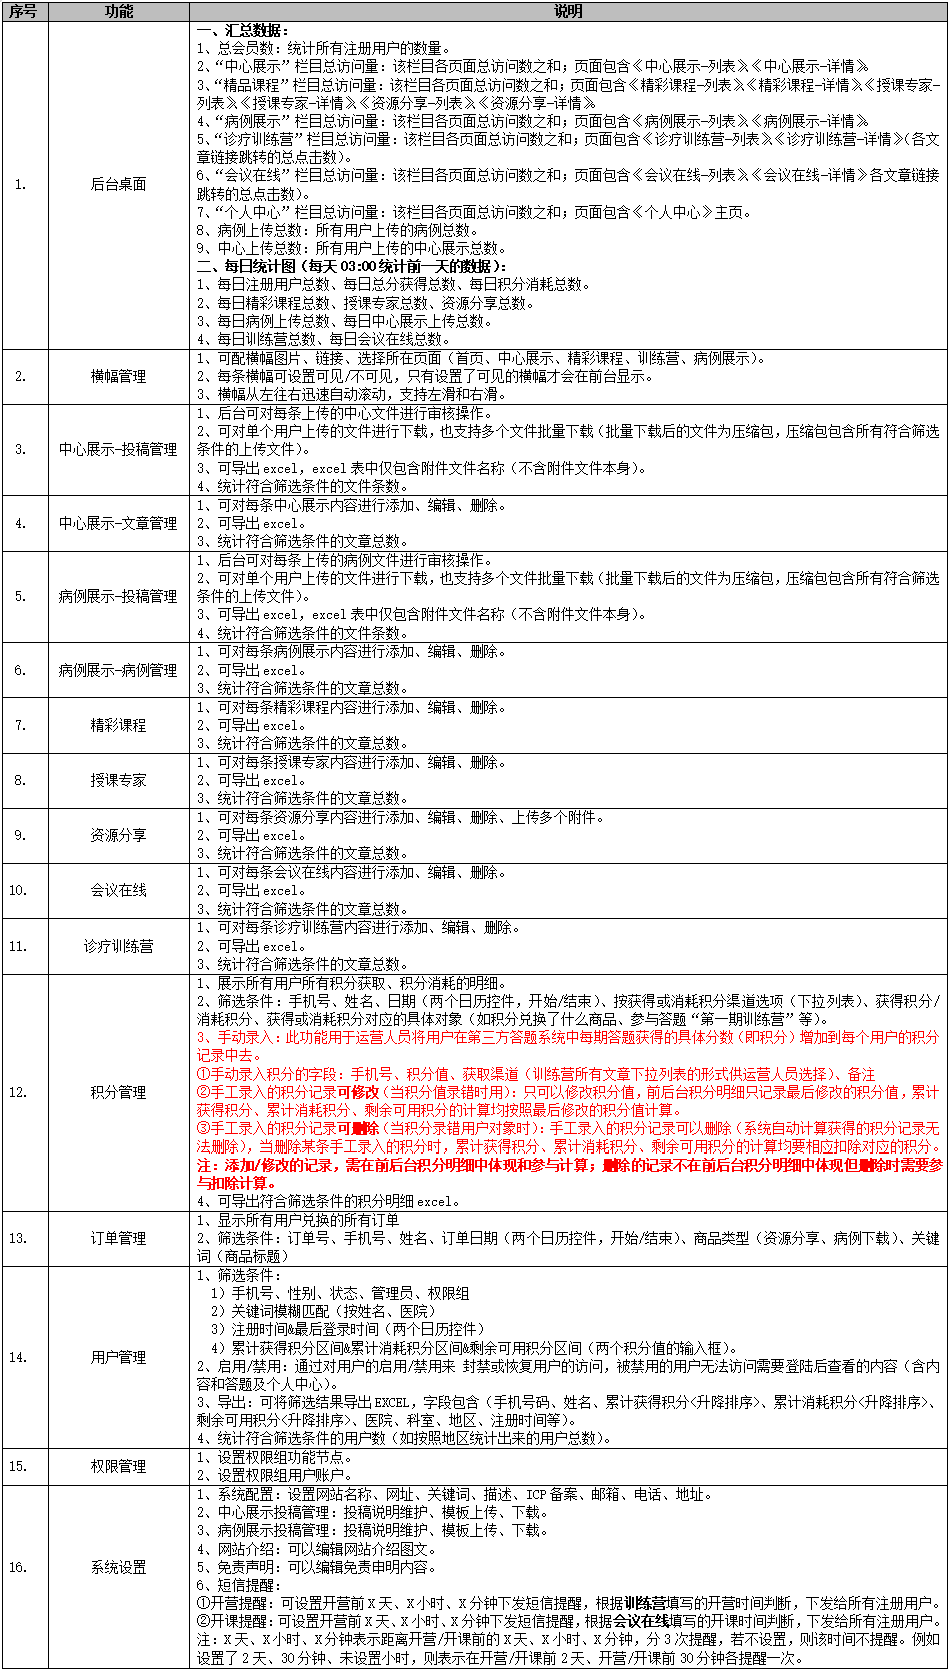 序号 功能 说明
1. 后台桌面
一、汇总数据：
1、总会员数：统计所有注册用户的数量。
2、“中心展示”栏目总访问量：该栏目各页面总访问数之和；页面包含《中心展示-列表》、《中心展示-详情》。
3、“精品课程”栏目总访问量：该栏目各页面总访问数之和；页面包含《精彩课程-列表》、《精彩课程-详情》、《授课专家-
列表》、《授课专家-详情》、《资源分享-列表》、《资源分享-详情》。
4、“病例展示”栏目总访问量：该栏目各页面总访问数之和；页面包含《病例展示-列表》、《病例展示-详情》。
5、“诊疗训练营”栏目总访问量：该栏目各页面总访问数之和；页面包含《诊疗训练营-列表》、《诊疗训练营-详情》（各文
章链接跳转的总点击数）。
6、“会议在线”栏目总访问量：该栏目各页面总访问数之和；页面包含《会议在线-列表》、《会议在线-详情》各文章链接
跳转的总点击数）。
7、“个人中心”栏目总访问量：该栏目各页面总访问数之和；页面包含《个人中心》主页。
8、病例上传总数：所有用户上传的病例总数。
9、中心上传总数：所有用户上传的中心展示总数。
二、每日统计图（每天 03:00 统计前一天的数据）：
1、每日注册用户总数、每日总分获得总数、每日积分消耗总数。
2、每日精彩课程总数、授课专家总数、资源分享总数。
3、每日病例上传总数、每日中心展示上传总数。
4、每日训练营总数、每日会议在线总数。
2. 横幅管理
1、可配横幅图片、链接、选择所在页面（首页、中心展示、精彩课程、训练营、病例展示）。
2、每条横幅可设置可见/不可见，只有设置了可见的横幅才会在前台显示。
3、横幅从左往右迅速自动滚动，支持左滑和右滑。
3. 中心展示-投稿管理
1、后台可对每条上传的中心文件进行审核操作。
2、可对单个用户上传的文件进行下载，也支持多个文件批量下载（批量下载后的文件为压缩包，压缩包包含所有符合筛选
条件的上传文件）。
3、可导出 excel，excel 表中仅包含附件文件名称（不含附件文件本身）。
4、统计符合筛选条件的文件条数。
4. 中心展示-文章管理
1、可对每条中心展示内容进行添加、编辑、删除。
2、可导出 excel。
3、统计符合筛选条件的文章总数。
5. 病例展示-投稿管理
1、后台可对每条上传的病例文件进行审核操作。
2、可对单个用户上传的文件进行下载，也支持多个文件批量下载（批量下载后的文件为压缩包，压缩包包含所有符合筛选
条件的上传文件）。
3、可导出 excel，excel 表中仅包含附件文件名称（不含附件文件本身）。
4、统计符合筛选条件的文件条数。
6. 病例展示-病例管理
1、可对每条病例展示内容进行添加、编辑、删除。
2、可导出 excel。
3、统计符合筛选条件的文章总数。
7. 精彩课程
1、可对每条精彩课程内容进行添加、编辑、删除。
2、可导出 excel。
3、统计符合筛选条件的文章总数。
8. 授课专家
1、可对每条授课专家内容进行添加、编辑、删除。
2、可导出 excel。
3、统计符合筛选条件的文章总数。
9. 资源分享
1、可对每条资源分享内容进行添加、编辑、删除、上传多个附件。
2、可导出 excel。
3、统计符合筛选条件的文章总数。
10. 会议在线
1、可对每条会议在线内容进行添加、编辑、删除。
2、可导出 excel。
3、统计符合筛选条件的文章总数。
11. 诊疗训练营
1、可对每条诊疗训练营内容进行添加、编辑、删除。
2、可导出 excel。
3、统计符合筛选条件的文章总数。
12. 积分管理
1、展示所有用户所有积分获取、积分消耗的明细。
2、筛选条件：手机号、姓名、日期（两个日历控件，开始/结束）、按获得或消耗积分渠道选项（下拉列表）、获得积分/
消耗积分、获得或消耗积分对应的具体对象（如积分兑换了什么商品、参与答题“第一期训练营”等）。
3、手动录入：此功能用于运营人员将用户在第三方答题系统中每期答题获得的具体分数（即积分）增加到每个用户的积分
记录中去。
①手动录入积分的字段：手机号、积分值、获取渠道（训练营所有文章下拉列表的形式供运营人员选择）、备注
②手工录入的积分记录可修改（当积分值录错时用）：只可以修改积分值，前后台积分明细只记录最后修改的积分值，累计
获得积分、累计消耗积分、剩余可用积分的计算均按照最后修改的积分值计算。
③手工录入的积分记录可删除（当积分录错用户对象时）：手工录入的积分记录可以删除（系统自动计算获得的积分记录无
法删除），当删除某条手工录入的积分时，累计获得积分、累计消耗积分、剩余可用积分的计算均要相应扣除对应的积分。
注：添加/修改的记录，需在前后台积分明细中体现和参与计算；删除的记录不在前后台积分明细中体现但删除时需要参
与扣除计算。
4、可导出符合筛选条件的积分明细 excel。
13. 订单管理
1、显示所有用户兑换的所有订单
2、筛选条件：订单号、手机号、姓名、订单日期（两个日历控件，开始/结束）、商品类型（资源分享、病例下载）、关键
词（商品标题）
14. 用户管理
1、筛选条件：
1）手机号、性别、状态、管理员、权限组
2）关键词模糊匹配（按姓名、医院）
3）注册时间&最后登录时间（两个日历控件）
4）累计获得积分区间&累计消耗积分区间&剩余可用积分区间（两个积分值的输入框）。
2、启用/禁用：通过对用户的启用/禁用来 封禁或恢复用户的访问，被禁用的用户无法访问需要登陆后查看的内容（含内
容和答题及个人中心）。
3、导出：可将筛选结果导出 EXCEL，字段包含（手机号码、姓名、累计获得积分<升降排序>、累计消耗积分<升降排序>、
剩余可用积分<升降排序>、医院、科室、地区、注册时间等）。
4、统计符合筛选条件的用户数（如按照地区统计出来的用户总数）。
15. 权限管理
1、设置权限组功能节点。
2、设置权限组用户账户。
16. 系统设置
1、系统配置：设置网站名称、网址、关键词、描述、ICP 备案、邮箱、电话、地址。
2、中心展示投稿管理：投稿说明维护、模板上传、下载。
3、病例展示投稿管理：投稿说明维护、模板上传、下载。
4、网站介绍：可以编辑网站介绍图文。
5、免责声明：可以编辑免责申明内容。
6、短信提醒：
①开营提醒：可设置开营前 X 天、X 小时、X 分钟下发短信提醒，根据训练营填写的开营时间判断，下发给所有注册用户。
②开课提醒：可设置开营前 X 天、X 小时、X 分钟下发短信提醒，根据会议在线填写的开课时间判断，下发给所有注册用户。
注：X 天、X 小时、X 分钟表示距离开营/开课前的 X 天、X 小时、X 分钟，分 3 次提醒，若不设置，则该时间不提醒。例如
设置了 2 天、30 分钟、未设置小时，则表示在开营/开课前 2 天、开营/开课前 30 分钟各提醒一次。